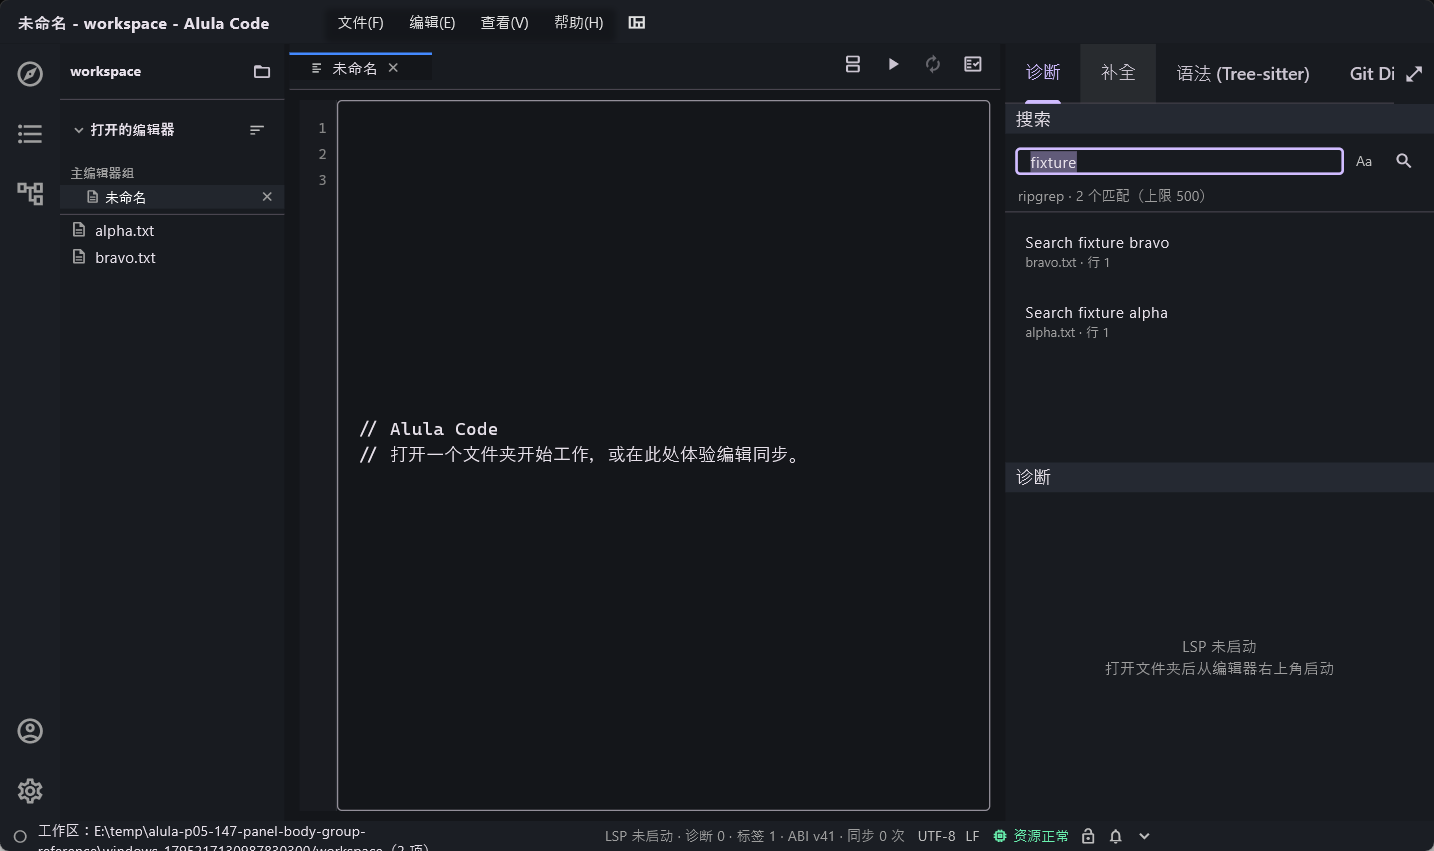 未命名 - workspace - Alula Code
文件(F) 编辑(E) 查看(V) 帮助(H)
workspace
打开的编辑器
主编辑器组
未命名
alpha.txt
bravo.txt
未命名
1
2
3
// Alula Code
// 打开一个文件夹开始工作，或在此处体验编辑同步。
诊断 补全 语法 (Tree-sitter) Git Di
搜索
fixture Aa
ripgrep · 2 个匹配（上限 500）
Search fixture bravo
bravo.txt · 行 1
Search fixture alpha
alpha.txt · 行 1
诊断
LSP 未启动
打开文件夹后从编辑器右上角启动
工作区：E:\temp\alula-p05-147-panel-body-group-
reference\windows-1795217130987830300/workspace（2 项）
LSP 未启动 · 诊断 0 · 标签 1 · ABI v41 · 同步 0 次 UTF-8 LF 资源正常